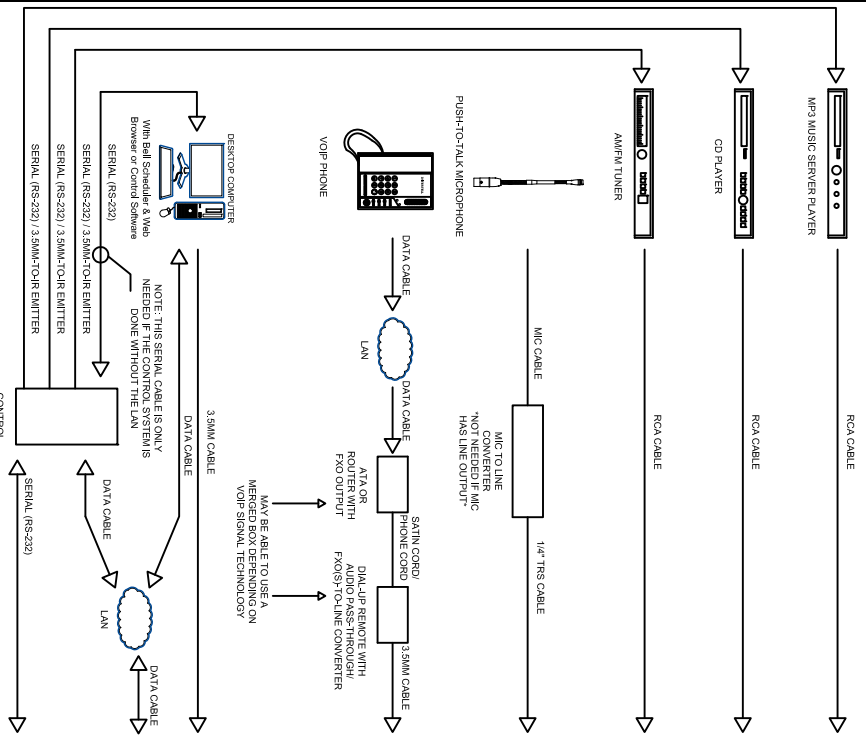 MP3 MUSIC SERVER PLAYER
RCA CABLE
CD PLAYER
RCA CABLE
AM/FM TUNER
RCA CABLE
PUSH-TO-TALK MICROPHONE
MIC CABLE
MIC TO LINE
CONVERTER
*NOT NEEDED IF MIC
HAS LINE OUTPUT*
1/4" TRS CABLE
VOIP PHONE
DATA CABLE
LAN
DATA CABLE
ATA OR
ROUTER WITH
FXO OUTPUT
SATIN CORD/
PHONE CORD
DIAL-UP REMOTE WITH
AUDIO PASS-THROUGH/
FXO(S)-TO-LINE CONVERTER
3.5MM CABLE
MAY BE ABLE TO USE A
MERGED BOX DEPENDING ON
VOIP SIGNAL TECHNOLOGY
DESKTOP COMPUTER
With Bell Scheduler & Web
Browser or Control Software
3.5MM CABLE
DATA CABLE
NOTE: THIS SERIAL CABLE IS ONLY
NEEDED IF THE CONTROL SYSTEM IS
DONE WITHOUT THE LAN
SERIAL (RS-232)
SERIAL (RS-232) / 3.5MM-TO-IR EMITTER
SERIAL (RS-232) / 3.5MM-TO-IR EMITTER
SERIAL (RS-232) / 3.5MM-TO-IR EMITTER
DATA CABLE
LAN
DATA CABLE
CONTROL
SERIAL (RS-232)